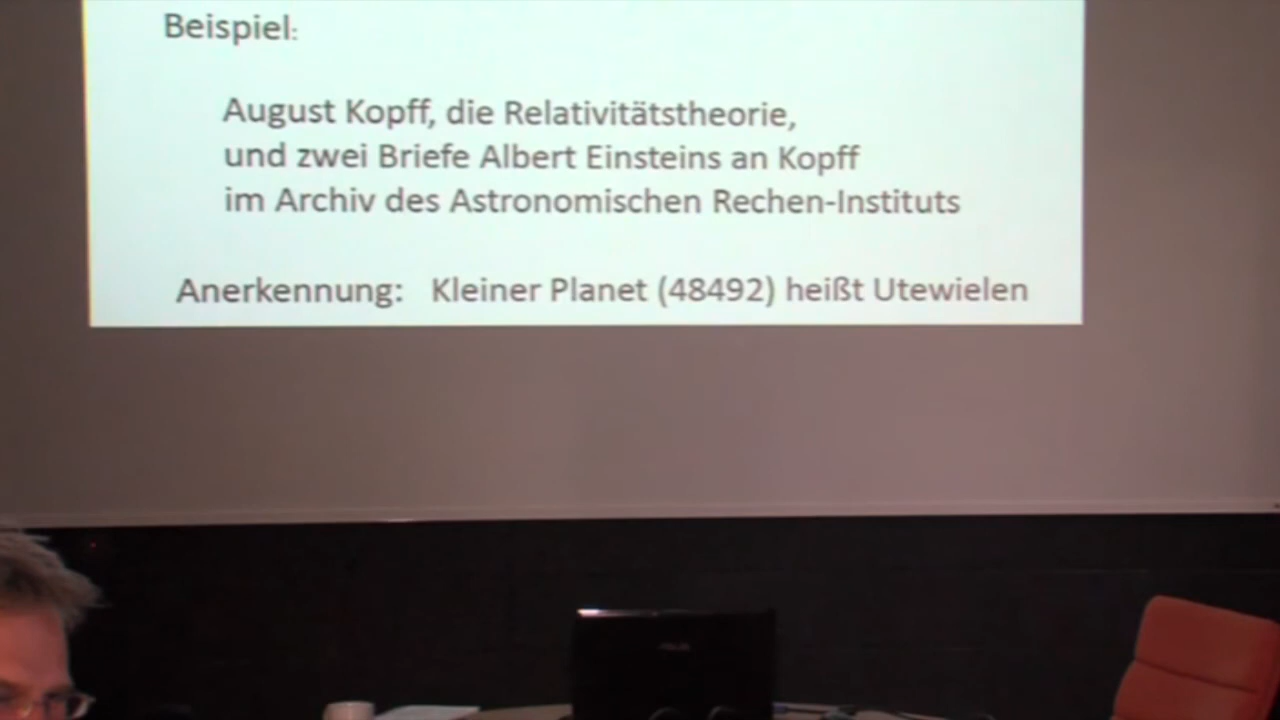 Beispiel:
August Kopff, die Relativitätstheorie,
und zwei Briefe Albert Einsteins an Kopff
im Archiv des Astronomischen Rechen-Instituts
Anerkennung: Kleiner Planet (48492) heißt Utewielen